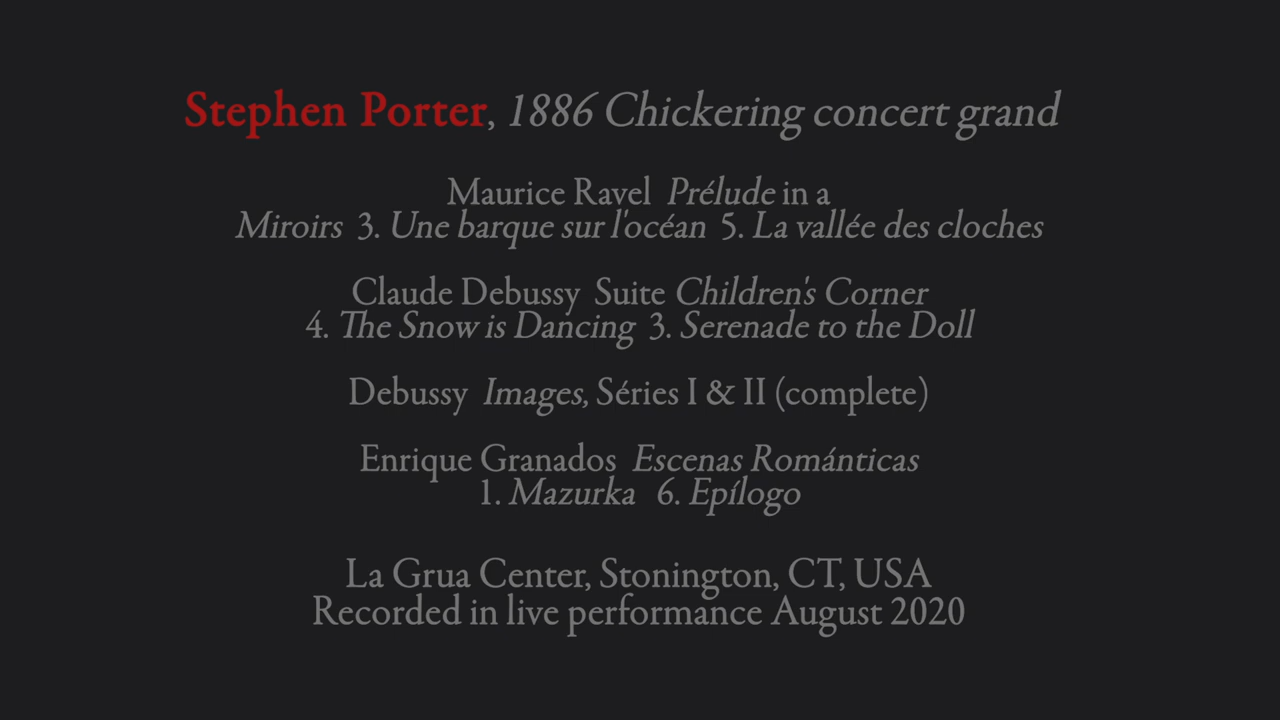 Stephen Porter, 1886 Chickering concert grand
Maurice Ravel Prélude in a
Miroirs 3. Une barque sur l'océan 5. La vallée des cloches
Claude Debussy Suite Children's Corner
4. The Snow is Dancing 3. Serenade to the Doll
Debussy Images, Séries I & II (complete)
Enrique Granados Escenas Románticas
1. Mazurka 6. Epílogo
La Grua Center, Stonington, CT, USA
Recorded in live performance August 2020